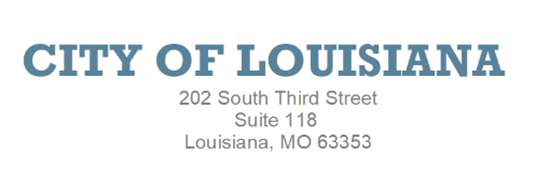 CITY OF LOUISIANA
202 South Third Street
Suite 118
Louisiana, MO 63353